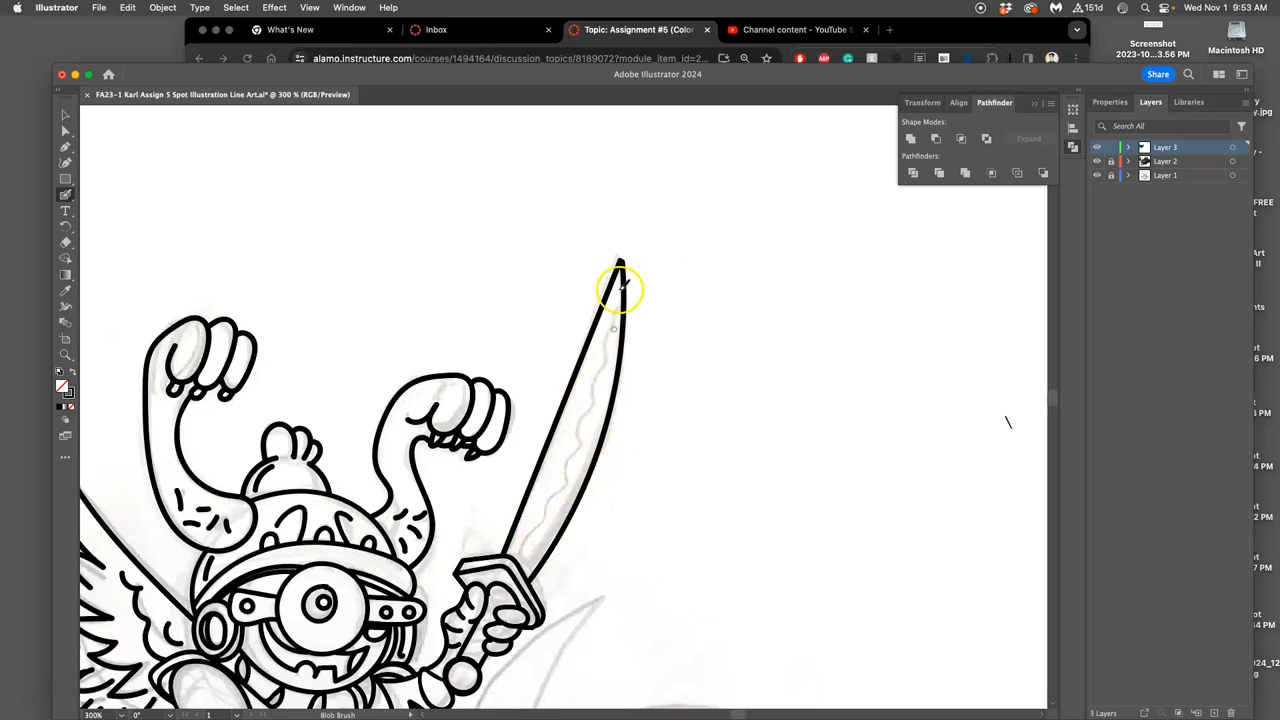 Illustrator File Edit Object Type Select Effect View Window Help
151d Wed Nov 1 9:53 AM
What's New Inbox Topic: Assignment #5 (Color Channel content - YouTube S
alamo.instructure.com/courses/1494164/discussion_topics/8189072?module_item_id=2...
Screenshot
2023-10...3.56 PM
Macintosh HD
Adobe Illustrator 2024
Share
FA23-1 Karl Assign 5 Spot Illustration Line Art.ai* @ 300 % (RGB/Preview)
Transform Align Pathfinder
Shape Modes:
Expand
Pathfinders:
Properties Layers Libraries
Search All
Layer 3
Layer 2
Layer 1
300% 0° 1 Blob Brush
3 Layers